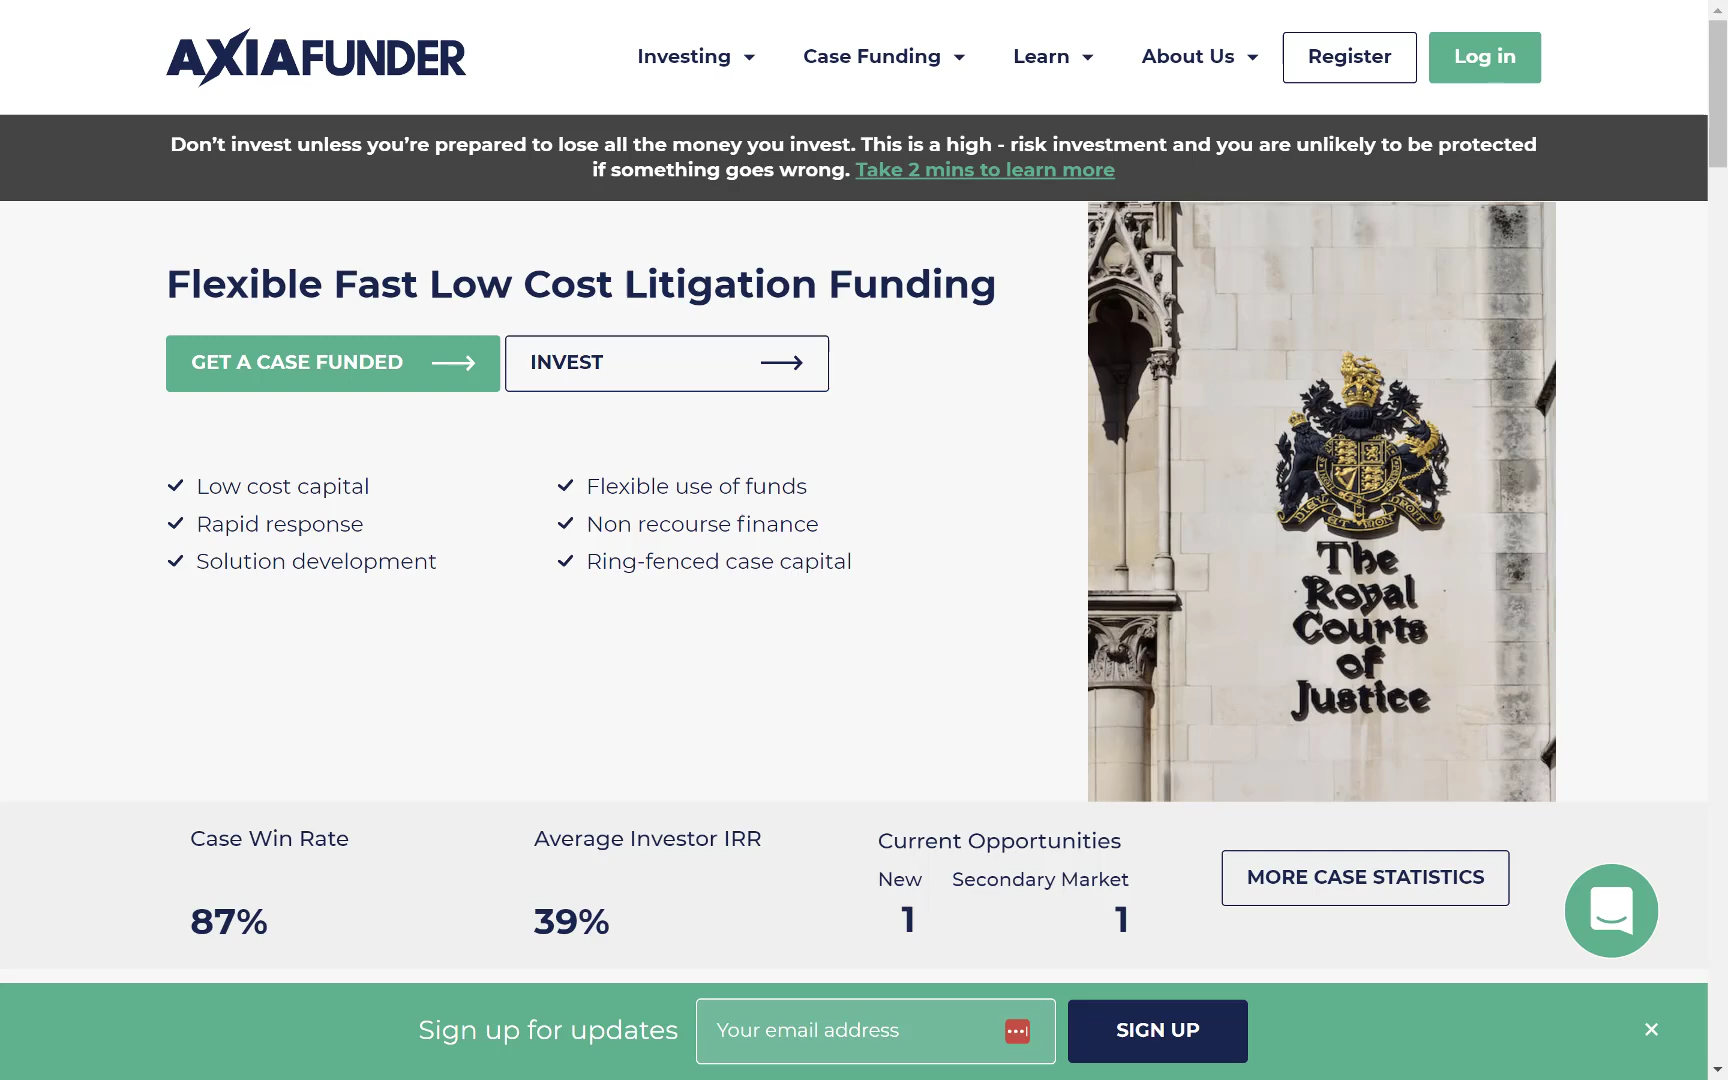 AXIAFUNDER
Investing
Case Funding
Learn
About Us
Register
Log in
Don’t invest unless you’re prepared to lose all the money you invest. This is a high - risk investment and you are unlikely to be protected
if something goes wrong. Take 2 mins to learn more
Flexible Fast Low Cost Litigation Funding
GET A CASE FUNDED
INVEST
Low cost capital
Flexible use of funds
Rapid response
Non recourse finance
Solution development
Ring-fenced case capital
DIEU ET MON DROIT
The
Royal
Courts
of
Justice
Case Win Rate
87%
Average Investor IRR
39%
Current Opportunities
New Secondary Market
1 1
MORE CASE STATISTICS
Sign up for updates
Your email address
SIGN UP